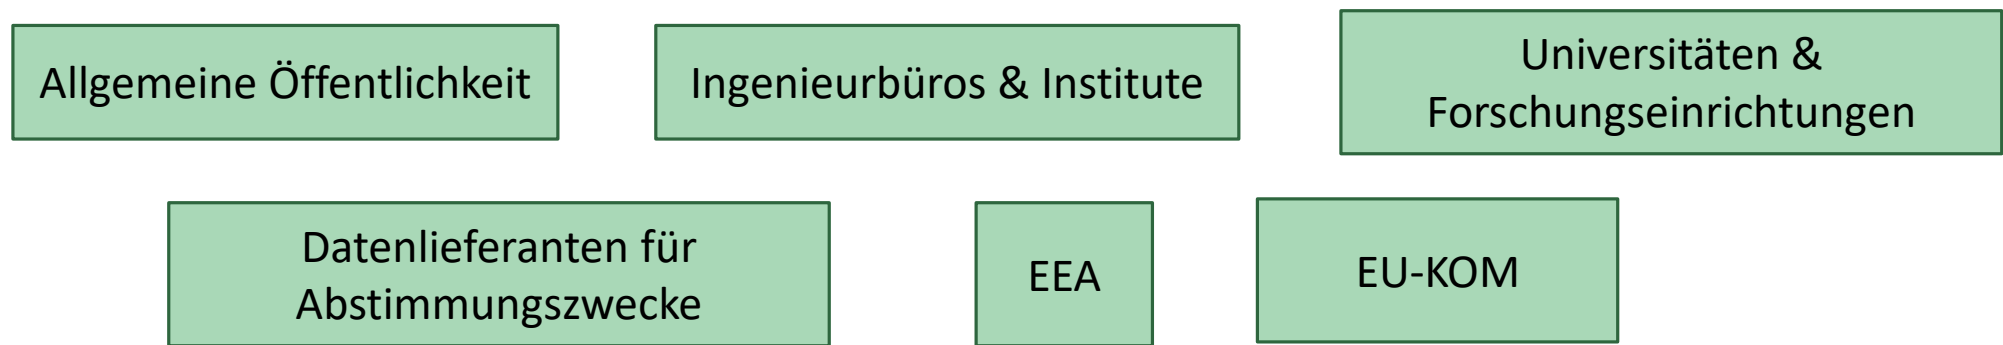 Allgemeine Öffentlichkeit
Ingenieurbüros & Institute
Universitäten &
Forschungseinrichtungen
Datenlieferanten für
Abstimmungszwecke
EEA
EU-KOM